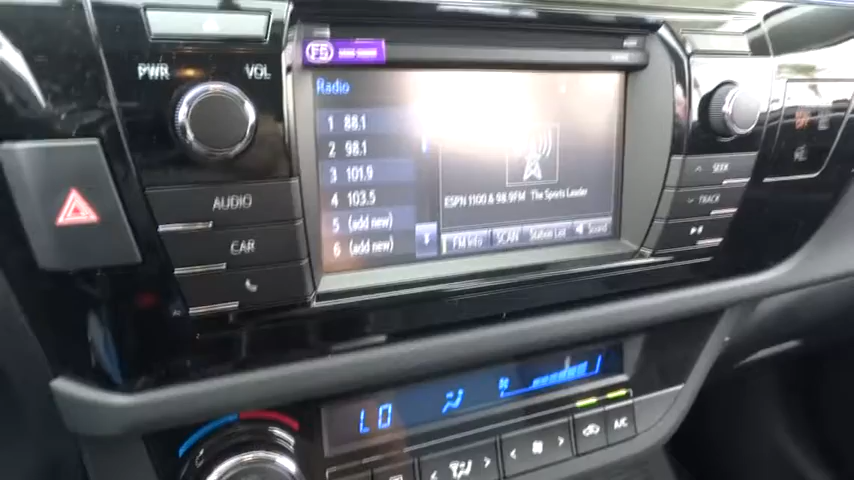 PWR
VOL
Radio
1 88.1
2 98.1
3 101.9
4 103.5
5 (add new)
6 (add new)
ESPN 1100 & 98.9FM
The Sports Leader
FM Info
SCAN
Station List
Sound
SEEK
TRACK
AUDIO
CAR
LO
A/C